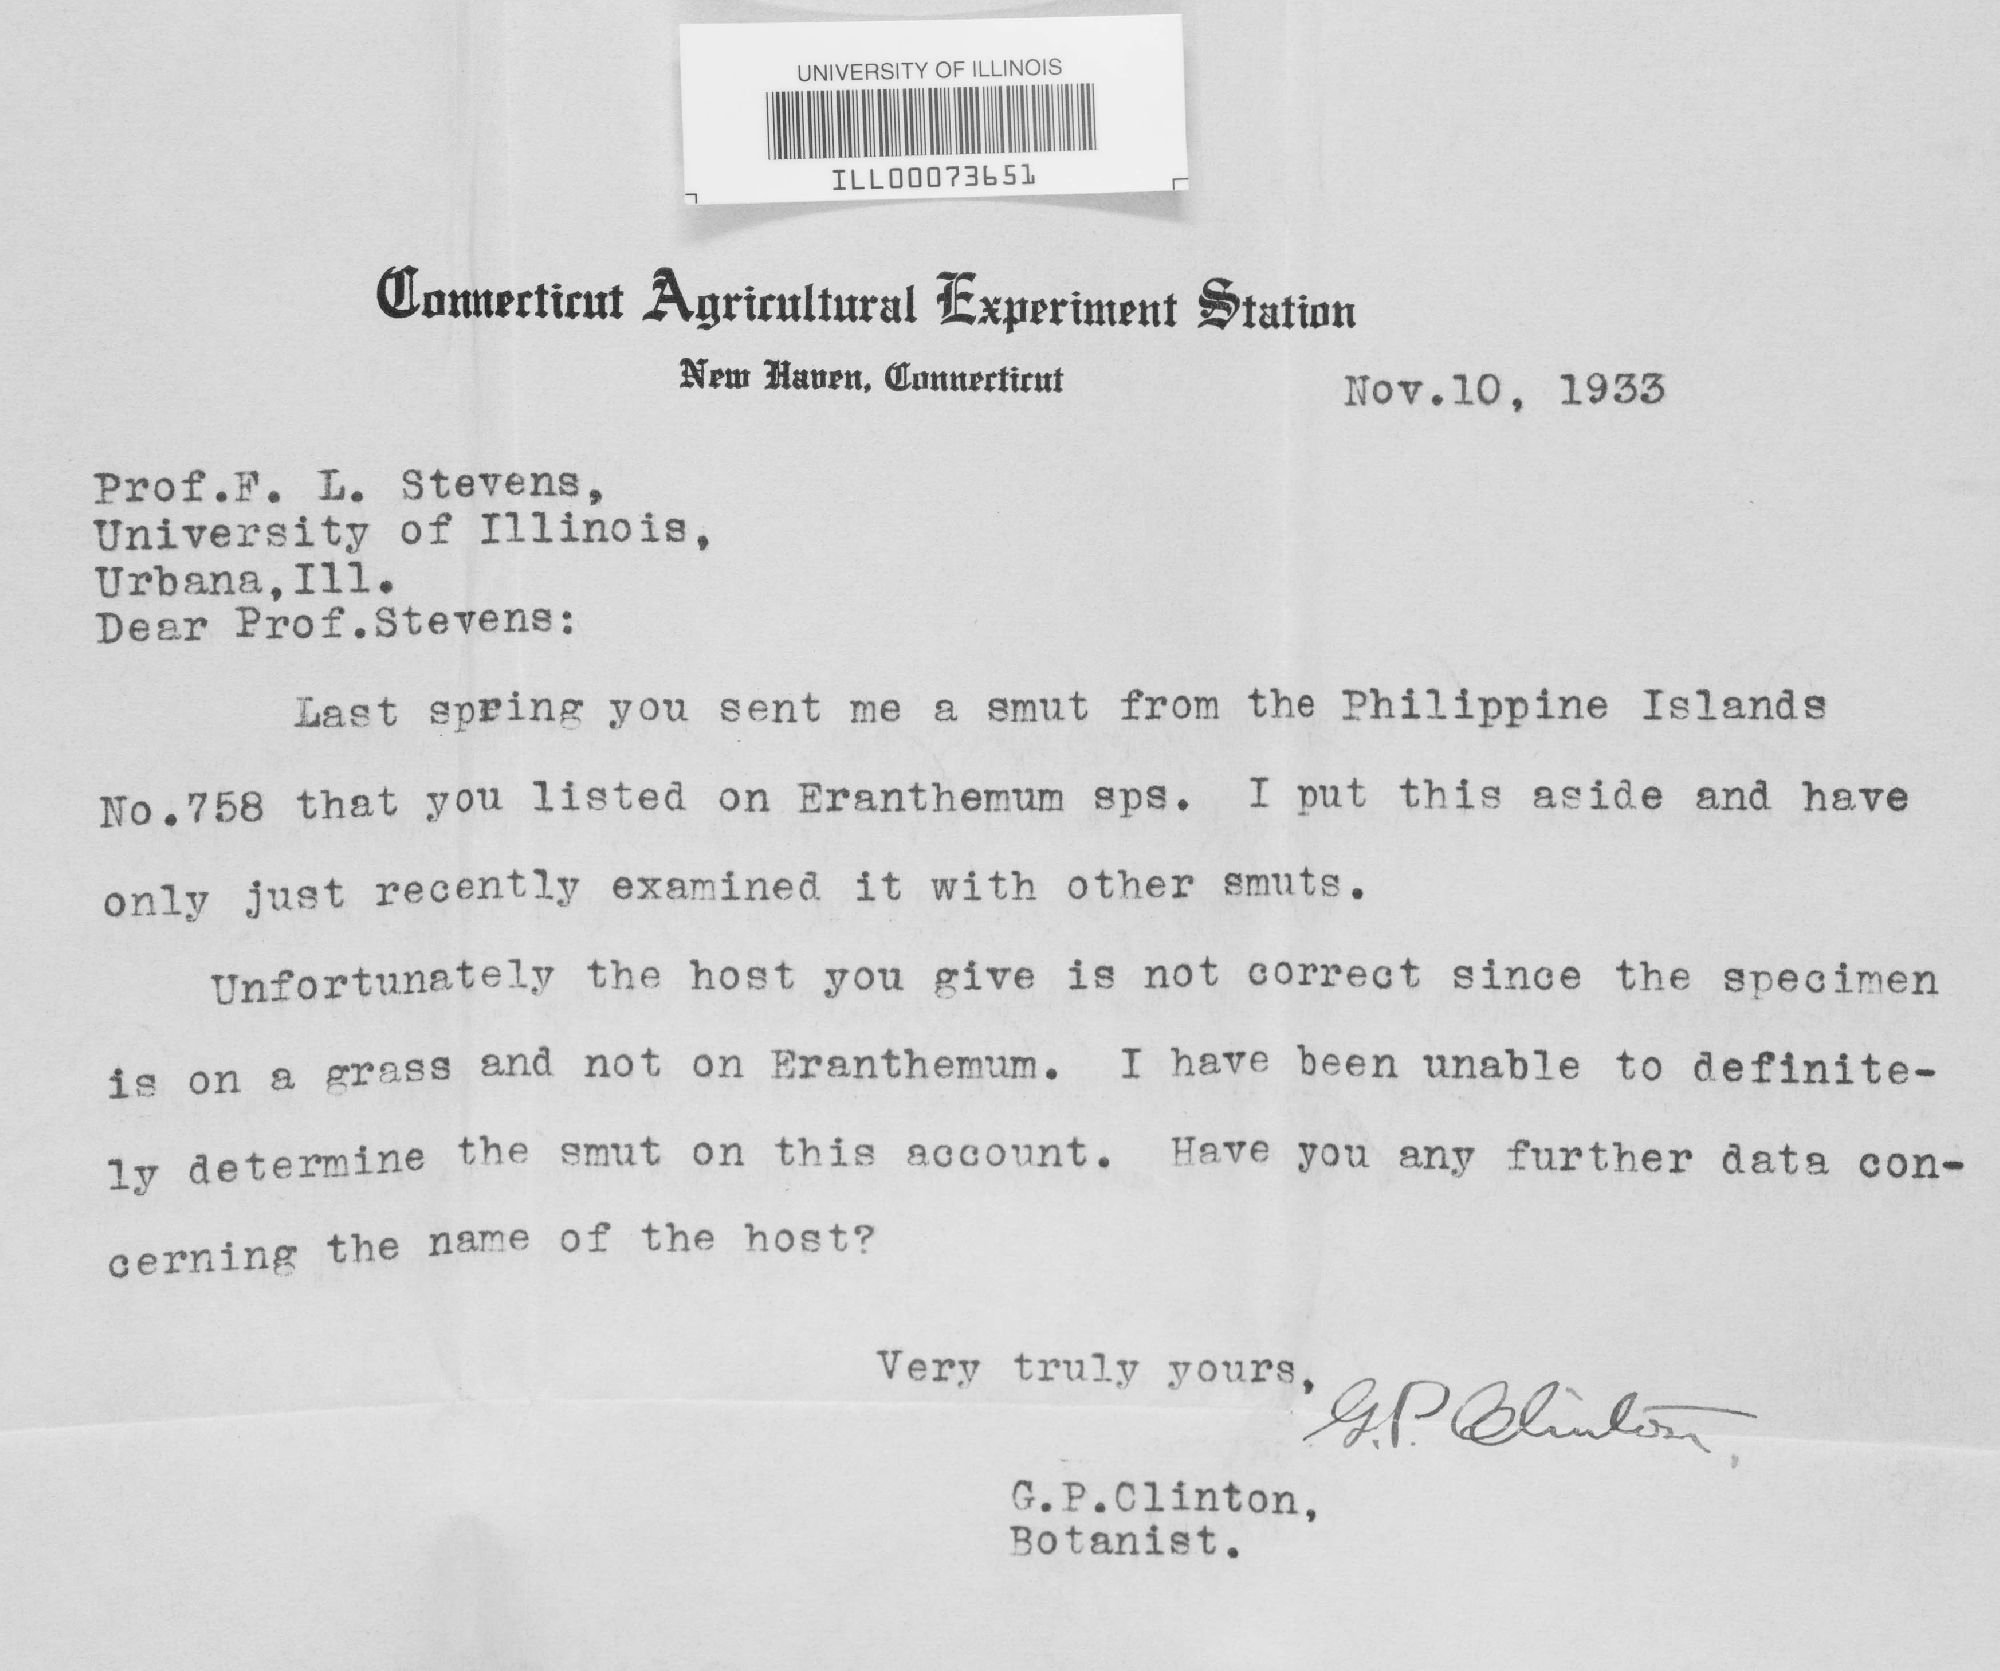 UNIVERSITY OF ILLINOIS
ILL00073651
Connecticut Agricultural Experiment Station
New Haven, Connecticut
Nov.10, 1933
Prof.F. L. Stevens,
University of Illinois,
Urbana,Ill.
Dear Prof.Stevens:
Last spring you sent me a smut from the Philippine Islands
No.758 that you listed on Eranthemum sps. I put this aside and have
only just recently examined it with other smuts.
Unfortunately the host you give is not correct since the specimen
is on a grass and not on Eranthemum. I have been unable to definite-
ly determine the smut on this account. Have you any further data con-
cerning the name of the host?
Very truly yours,
G.P. Clinton,
G.P.Clinton,
Botanist.